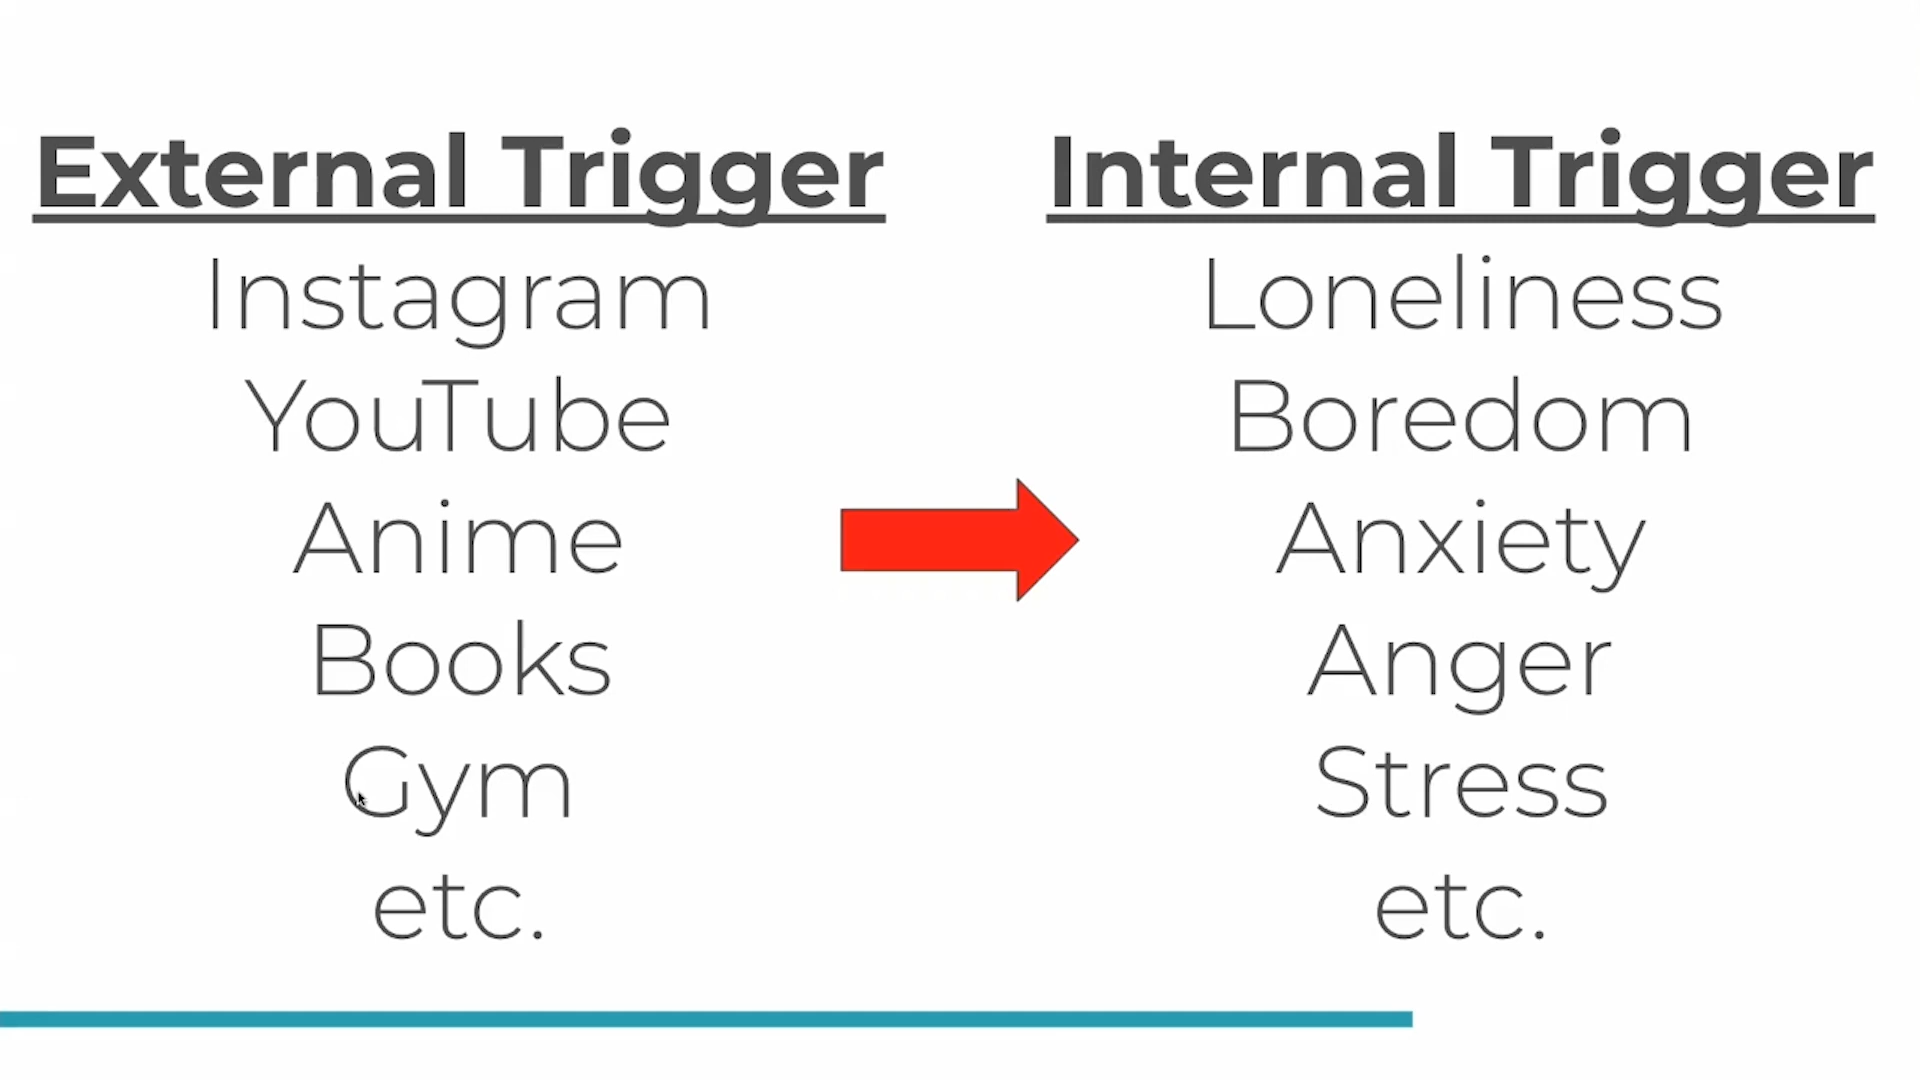 External Trigger
Instagram
YouTube
Anime
Books
Gym
etc.
Internal Trigger
Loneliness
Boredom
Anxiety
Anger
Stress
etc.